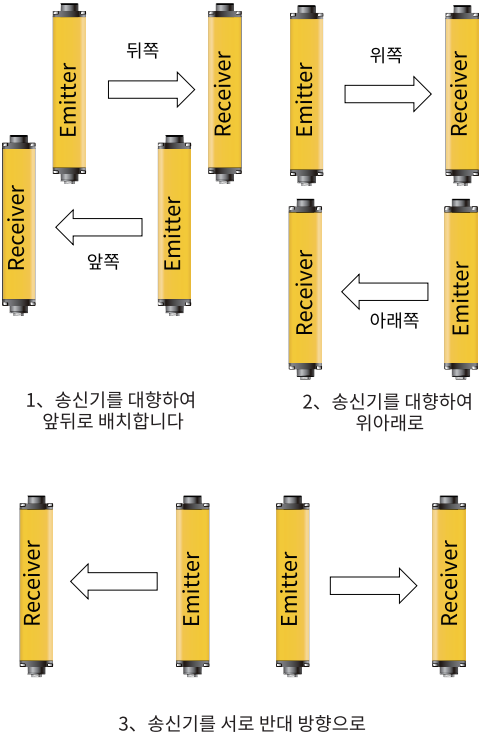 뒤쪽
위쪽
Emitter
Receiver
Emitter
Receiver
Receiver
Emitter
앞쪽
Receiver
Emitter
아래쪽
1、송신기를 대향하여
앞뒤로 배치합니다
2、송신기를 대향하여
위아래로
Receiver
Emitter
Emitter
Receiver
3、송신기를 서로 반대 방향으로